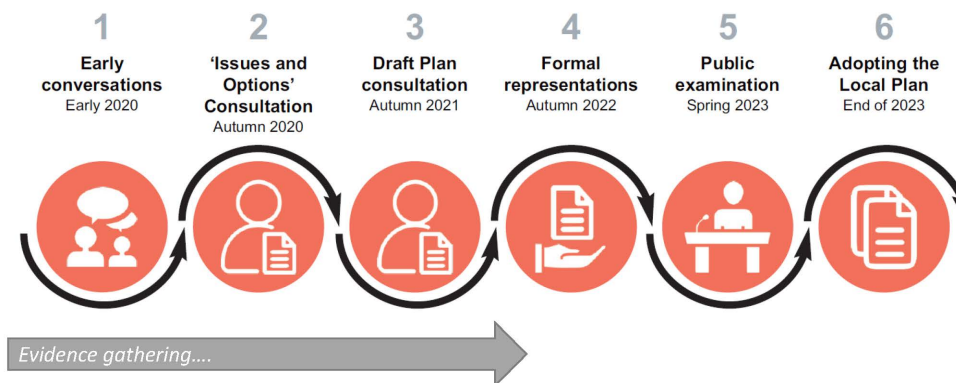 1
Early
conversations
Early 2020
2
‘Issues and
Options’
Consultation
Autumn 2020
3
Draft Plan
consultation
Autumn 2021
4
Formal
representations
Autumn 2022
5
Public
examination
Spring 2023
6
Adopting the
Local Plan
End of 2023
Evidence gathering....